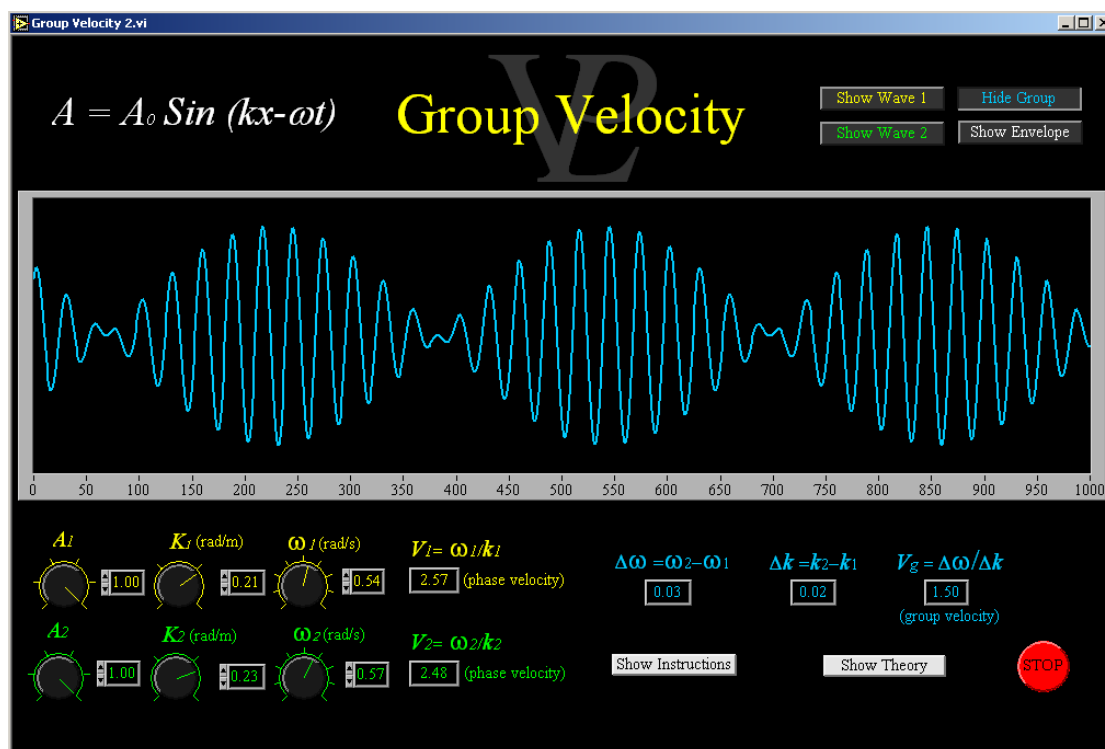 Group Velocity 2.vi
A = A₀ Sin (kx-ωt)
Group Velocity
VPL
Show Wave 1
Hide Group
Show Wave 2
Show Envelope
0 50 100 150 200 250 300 350 400 450 500 550 600 650 700 750 800 850 900 950 1000
A1
K1 (rad/m)
ω1 (rad/s)
V1= ω1/k1
1.00
0.21
0.54
2.57 (phase velocity)
Δω =ω2-ω1
Δk =k2-k1
Vg = Δω/Δk
0.03
0.02
1.50
(group velocity)
A2
K2 (rad/m)
ω2 (rad/s)
V2= ω2/k2
1.00
0.23
0.57
2.48 (phase velocity)
Show Instructions
Show Theory
STOP